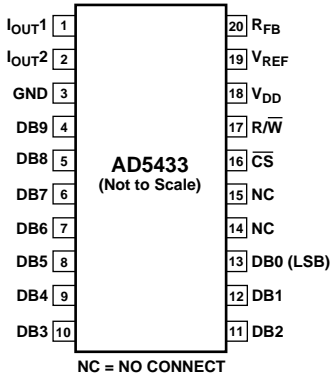 IOUT1 1
IOUT2 2
GND 3
DB9 4
DB8 5
DB7 6
DB6 7
DB5 8
DB4 9
DB3 10
AD5433
(Not to Scale)
20 RFB
19 VREF
18 VDD
17 R/W̅
16 C̅S̅
15 NC
14 NC
13 DB0 (LSB)
12 DB1
11 DB2
NC = NO CONNECT